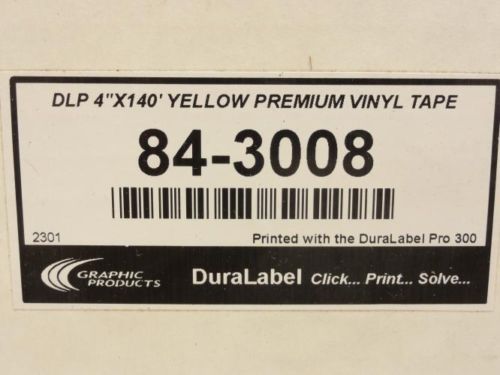 DLP 4"X140' YELLOW PREMIUM VINYL TAPE
84-3008
2301 Printed with the DuraLabel Pro 300
GRAPHIC
PRODUCTS
DuraLabel Click... Print... Solve...